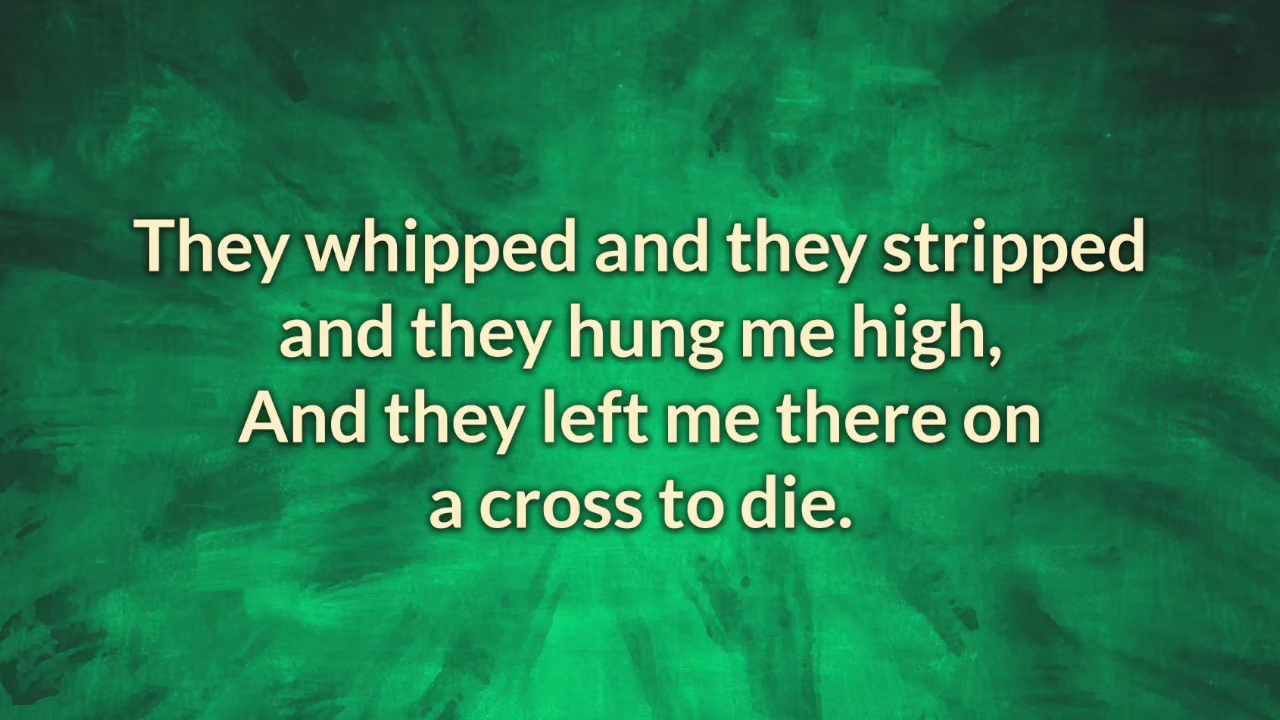 They whipped and they stripped
and they hung me high,
And they left me there on
a cross to die.